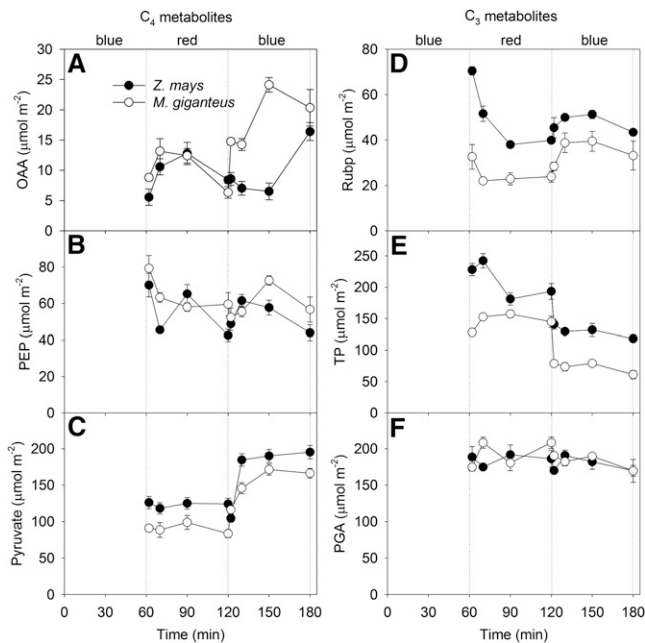 C4 metabolites
C3 metabolites
blue red blue
blue red blue
A
Z. mays
M. giganteus
OAA (μmol m-2)
30
25
20
15
10
5
0
B
PEP (μmol m-2)
80
60
40
20
0
C
Pyruvate (μmol m-2)
200
150
100
50
0
0 30 60 90 120 150 180
Time (min)
D
Rubp (μmol m-2)
80
60
40
20
0
E
TP (μmol m-2)
250
200
150
100
50
0
F
PGA (μmol m-2)
200
150
100
50
0
0 30 60 90 120 150 180
Time (min)